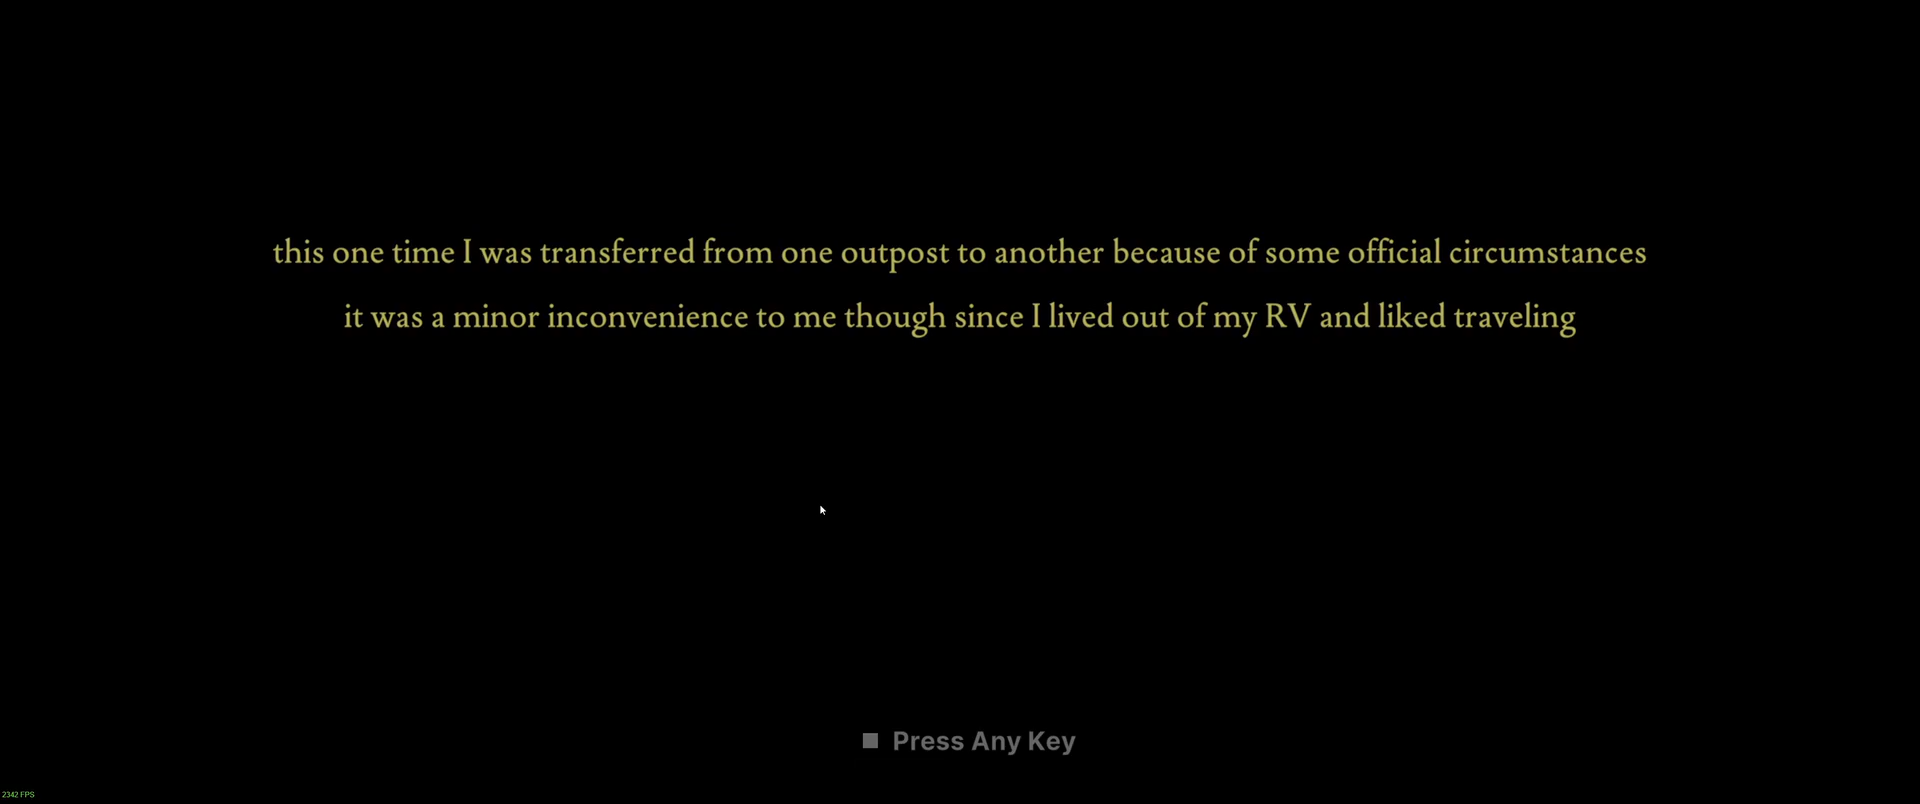 this one time I was transferred from one outpost to another because of some official circumstances
it was a minor inconvenience to me though since I lived out of my RV and liked traveling
Press Any Key
2342 FPS